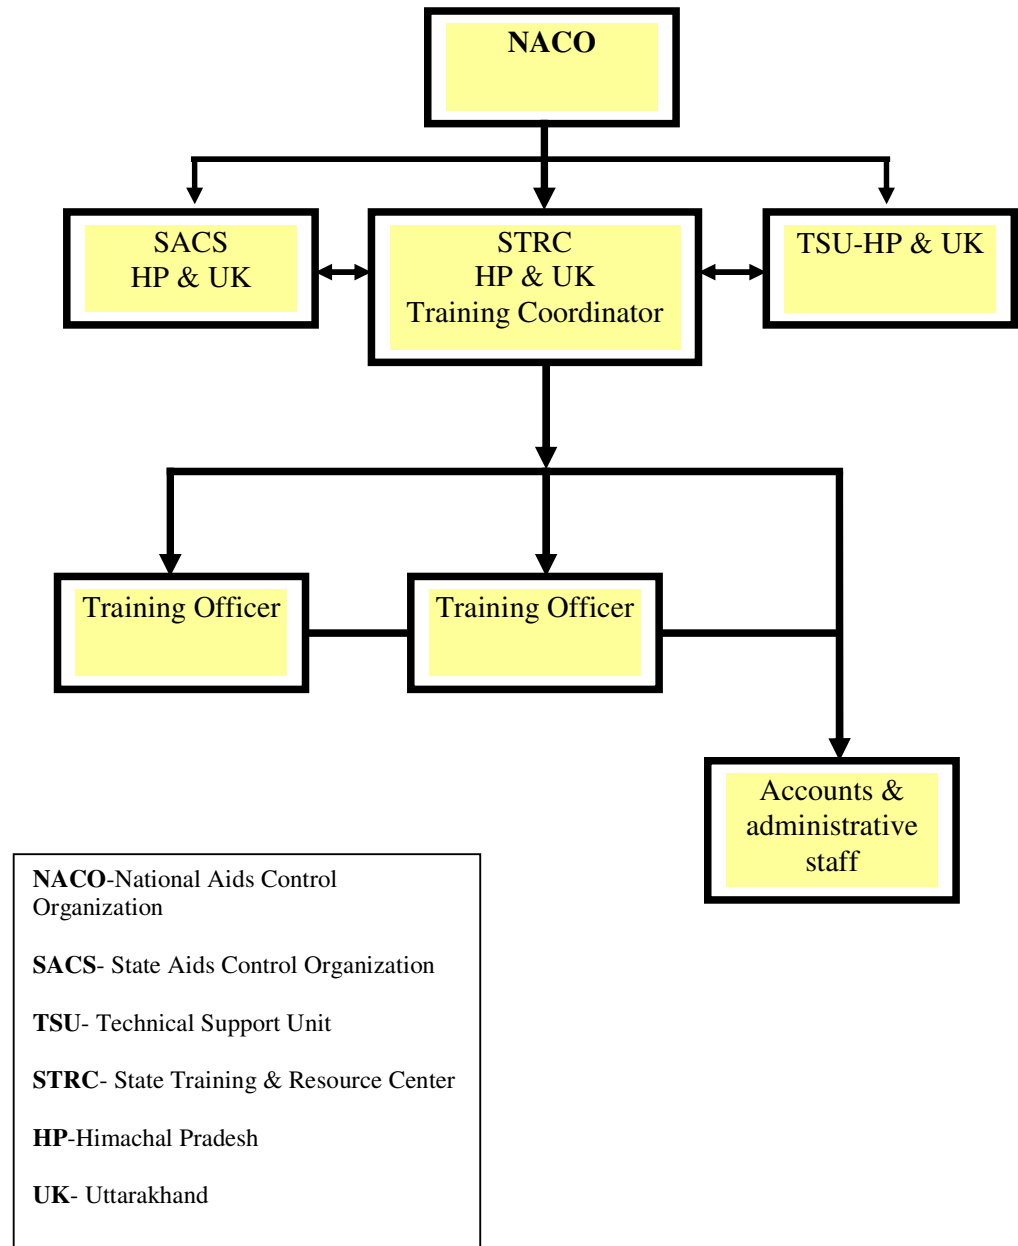 NACO
SACS
HP & UK
STRC
HP & UK
Training Coordinator
TSU-HP & UK
Training Officer
Training Officer
Accounts &
administrative
staff
NACO-National Aids Control
Organization
SACS- State Aids Control Organization
TSU- Technical Support Unit
STRC- State Training & Resource Center
HP-Himachal Pradesh
UK- Uttarakhand